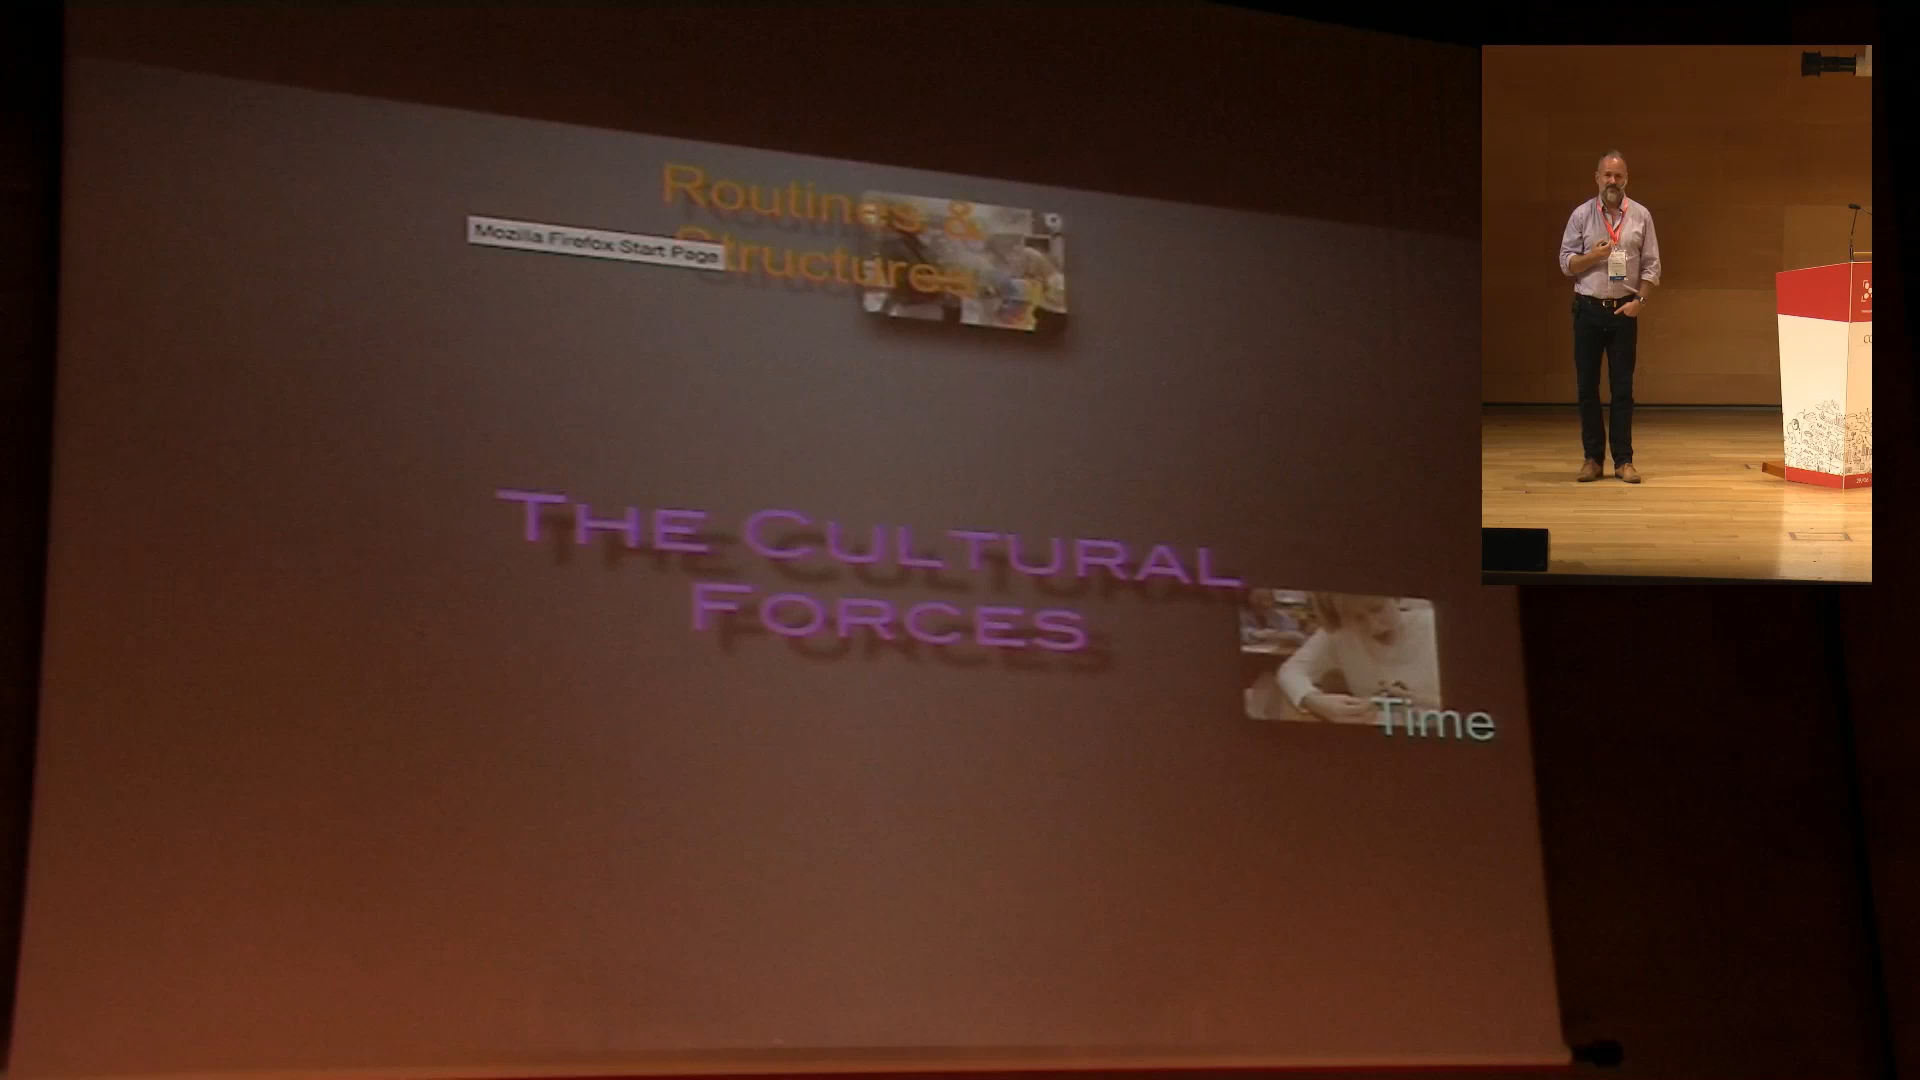 Routines &
Structures
Mozilla Firefox Start Page
THE CULTURAL
FORCES
Time